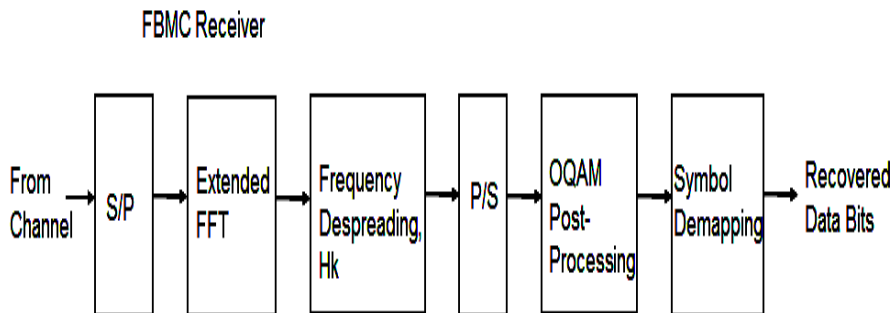 FBMC Receiver
From
Channel
S/P
Extended
FFT
Frequency
Despreading,
Hk
P/S
OQAM
Post-
Processing
Symbol
Demapping
Recovered
Data Bits